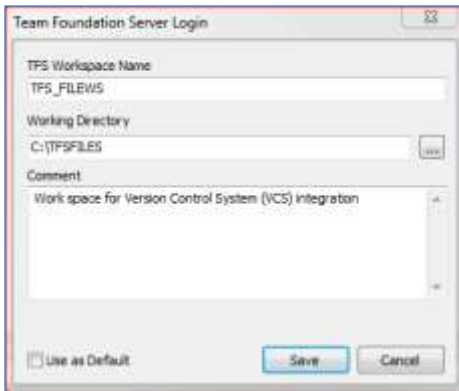 Team Foundation Server Login
TFS Workspace Name
TFS_FILEWS
Working Directory
C:\TFSFILES
...
Comment
Work space for Version Control System (VCS) integration
Use as Default
Save
Cancel